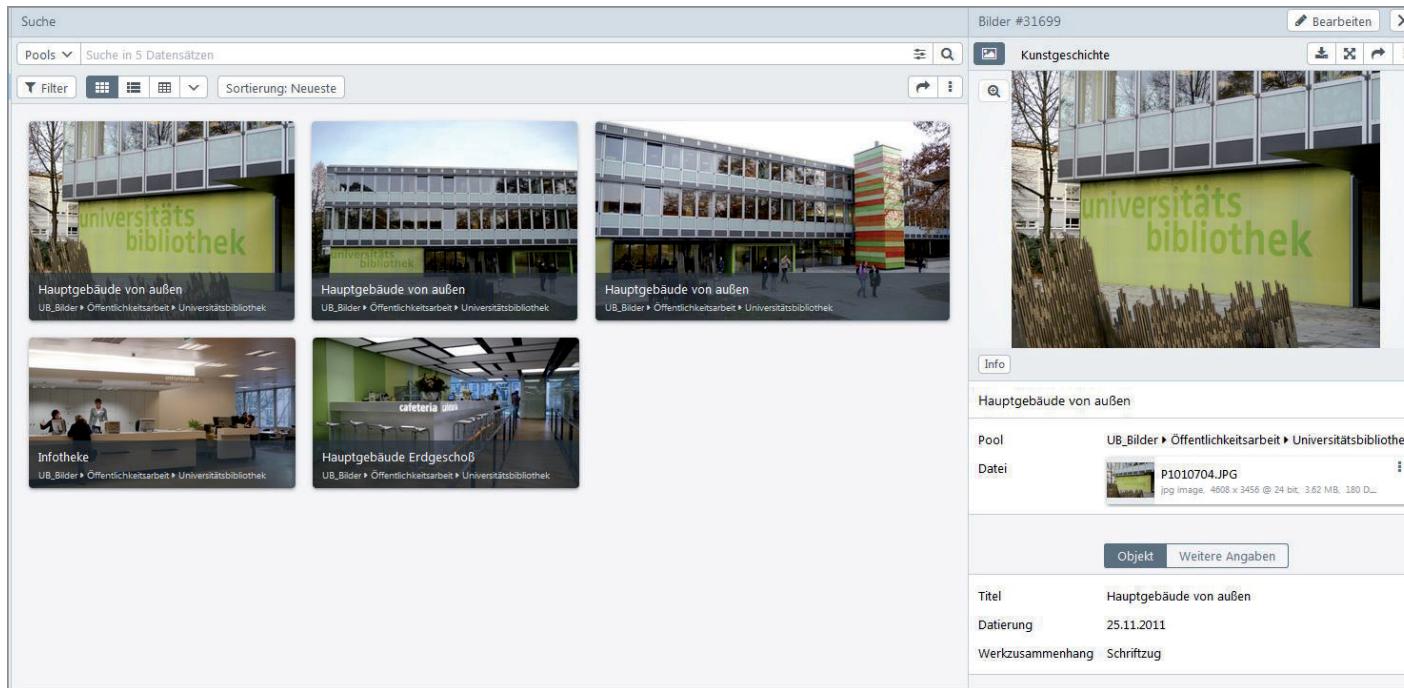 Suche
Pools
Suche in 5 Datensätzen
Filter
Sortierung: Neueste
universitäts
bibliothek
Hauptgebäude von außen
UB_Bilder ▸ Öffentlichkeitsarbeit ▸ Universitätsbibliothek
universitäts
bibliothek
Hauptgebäude von außen
UB_Bilder ▸ Öffentlichkeitsarbeit ▸ Universitätsbibliothek
Hauptgebäude von außen
UB_Bilder ▸ Öffentlichkeitsarbeit ▸ Universitätsbibliothek
information
Infotheke
UB_Bilder ▸ Öffentlichkeitsarbeit ▸ Universitätsbibliothek
cafeteria
Hauptgebäude Erdgeschoß
UB_Bilder ▸ Öffentlichkeitsarbeit ▸ Universitätsbibliothek
Bilder #31699
Bearbeiten
Kunstgeschichte
universitäts
bibliothek
Info
Hauptgebäude von außen
Pool UB_Bilder ▸ Öffentlichkeitsarbeit ▸ Universitätsbibliothe
Datei P1010704.JPG
jpg image, 4608 x 3456 @ 24 bit, 3.62 MB, 180 D...
Objekt Weitere Angaben
Titel Hauptgebäude von außen
Datierung 25.11.2011
Werkzusammenhang Schriftzug